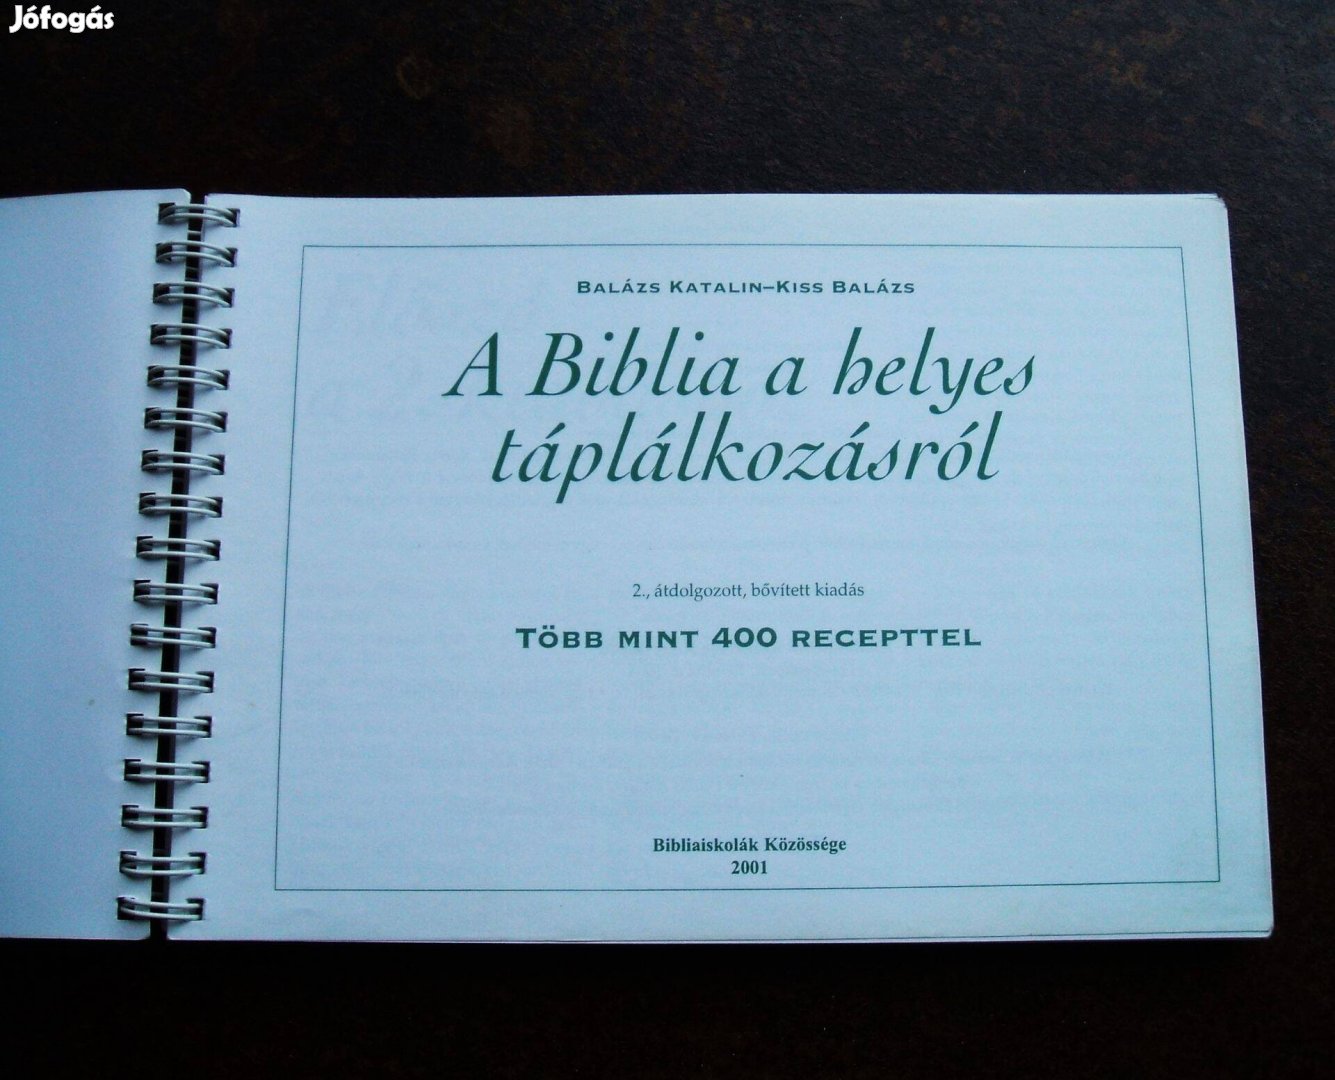 Jófogás
BALÁZS KATALIN–KISS BALÁZS
A Biblia a helyes
táplálkozásról
2., átdolgozott, bővített kiadás
TÖBB MINT 400 RECEPTTEL
Bibliaiskolák Közössége
2001